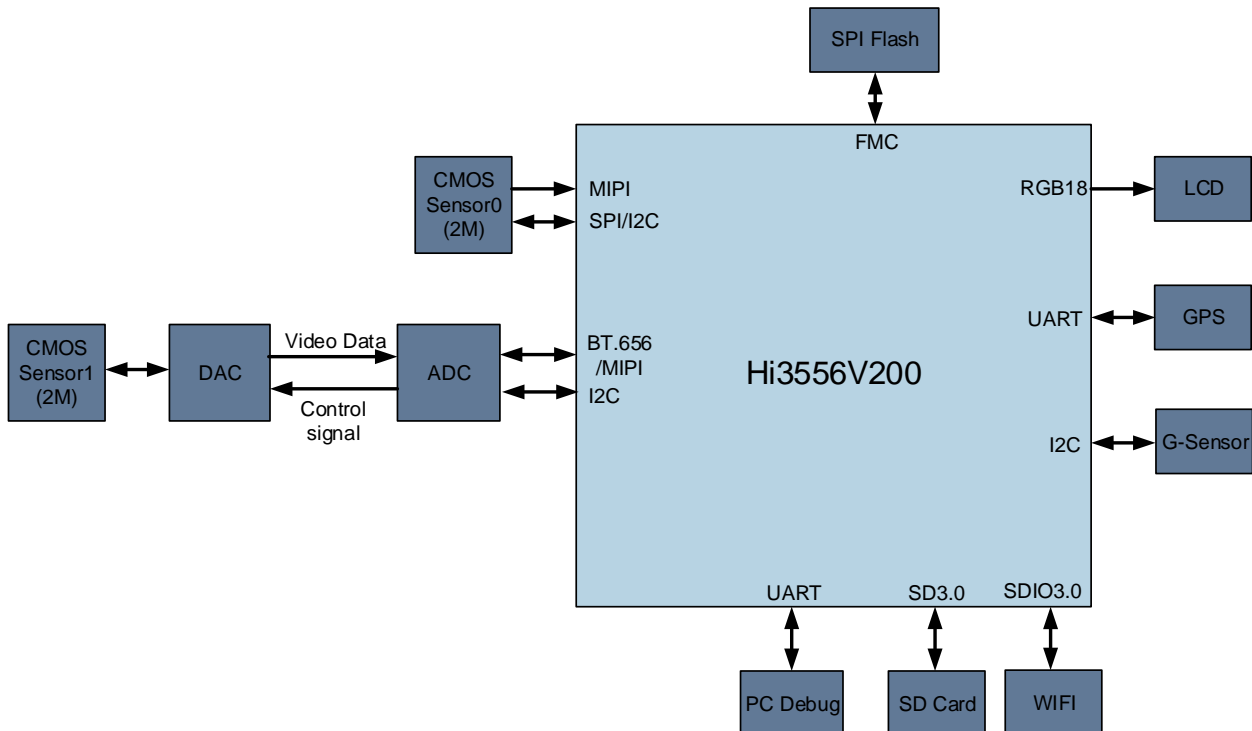 SPI Flash
FMC
CMOS
Sensor0
(2M)
MIPI
SPI/I2C
RGB18
LCD
CMOS
Sensor1
(2M)
DAC
Video Data
Control
signal
ADC
BT.656
/MIPI
I2C
Hi3556V200
UART
GPS
I2C
G-Sensor
UART
SD3.0
SDIO3.0
PC Debug
SD Card
WIFI